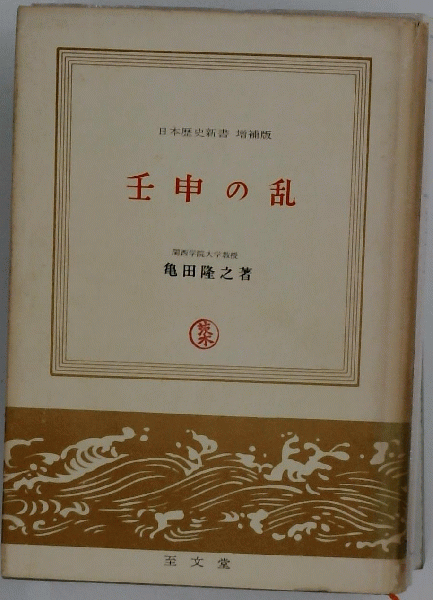 日本歴史新書 増補版
壬申の乱
関西学院大学教授
亀田隆之著
至文堂